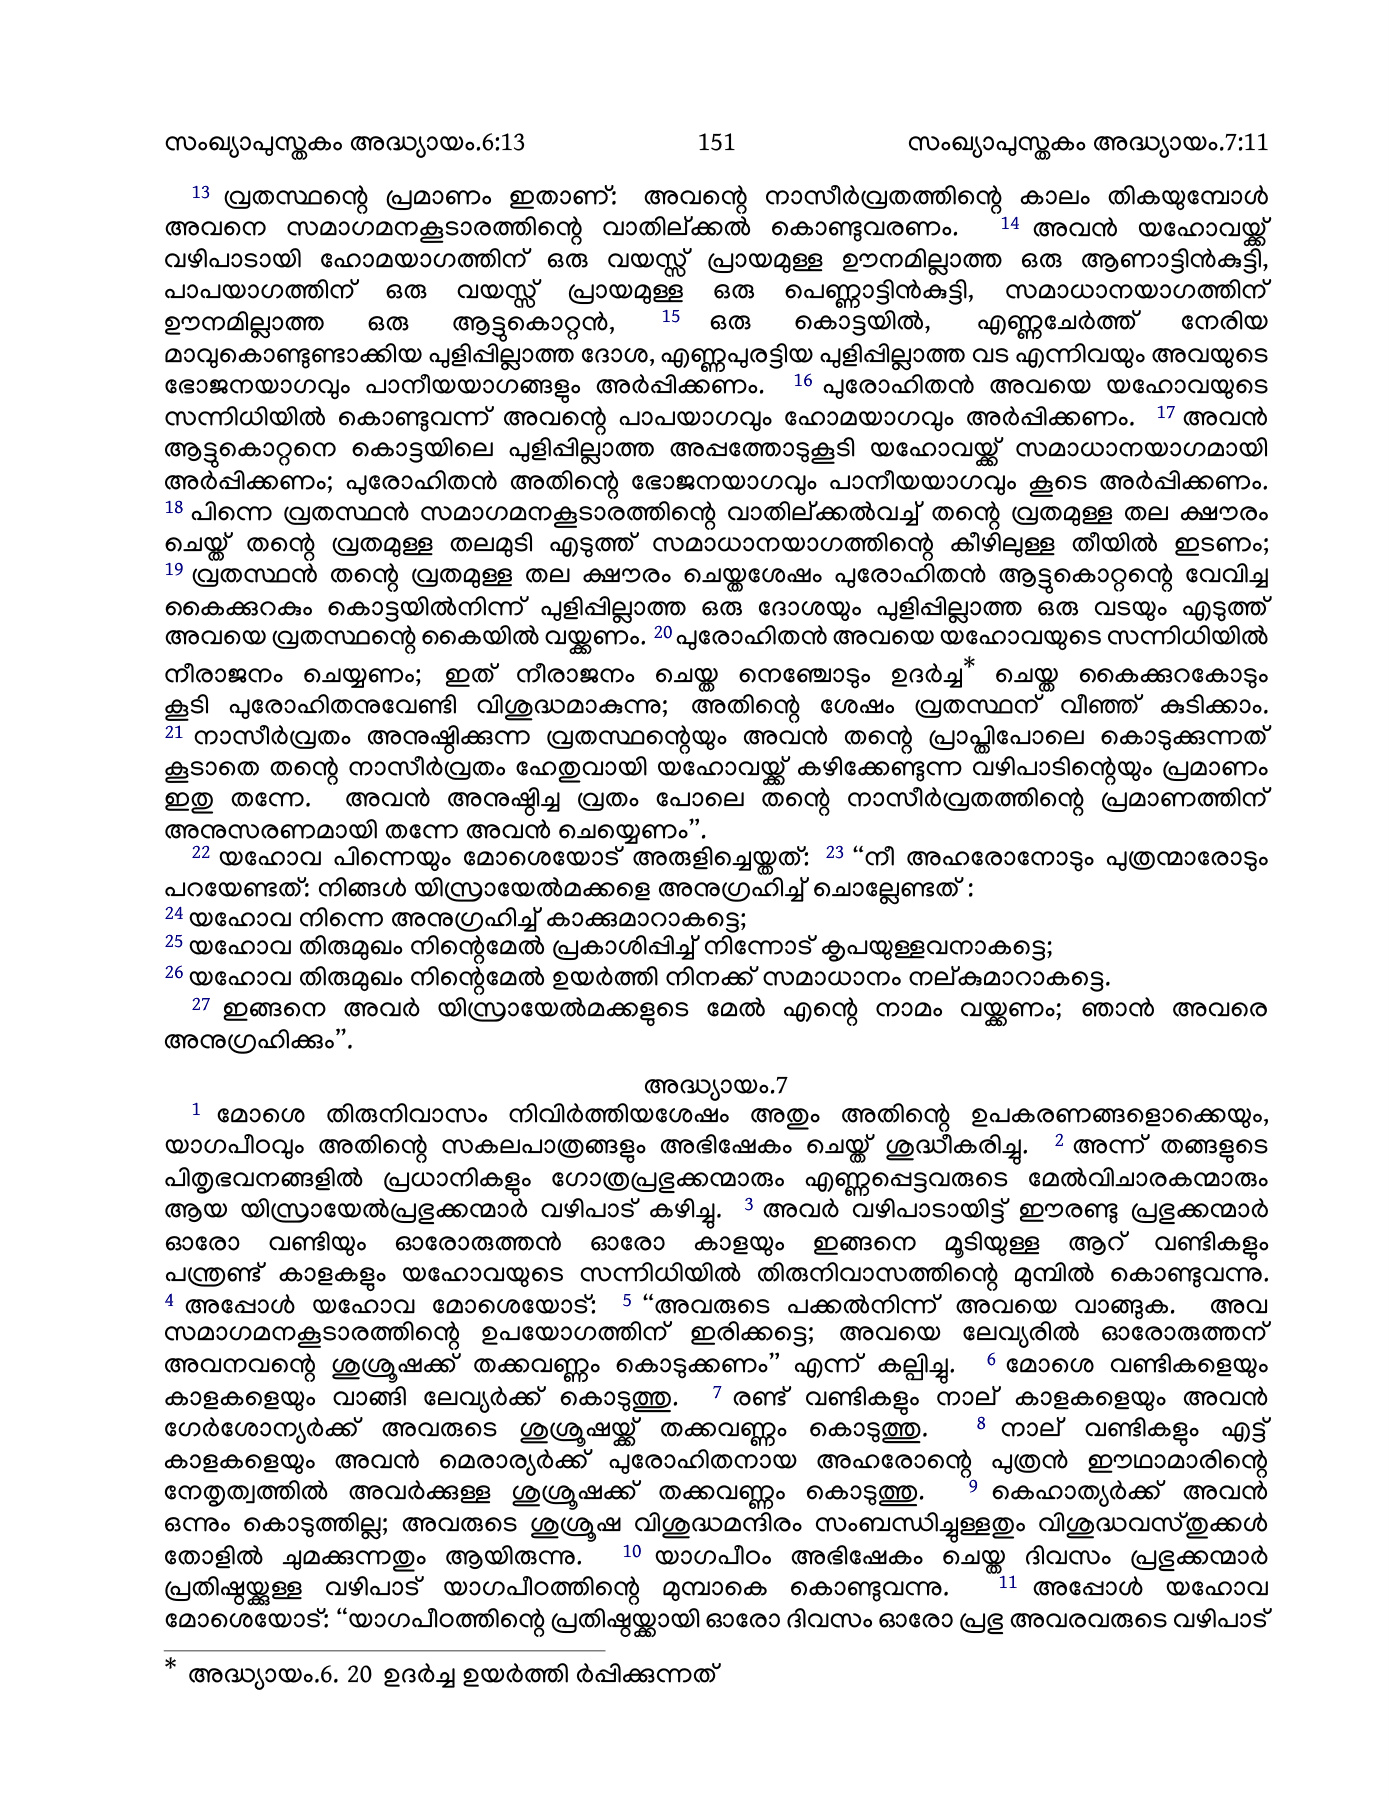 സംഖ്യാപുസ്തകം അദ്ധ്യായം.6:13 151 സംഖ്യാപുസ്തകം അദ്ധ്യായം.7:11
13 വ്രതസ്ഥന്റെ പ്രമാണം ഇതാണ്: അവന്റെ നാസീർവ്രതത്തിന്റെ കാലം തികയുമ്പോൾ
അവനെ സമാഗമനകൂടാരത്തിന്റെ വാതില്ക്കൽ കൊണ്ടുവരണം. 14 അവൻ യഹോവയ്ക്ക്
വഴിപാടായി ഹോമയാഗത്തിന് ഒരു വയസ്സ് പ്രായമുള്ള ഊനമില്ലാത്ത ഒരു ആണാട്ടിൻകുട്ടി,
പാപയാഗത്തിന് ഒരു വയസ്സ് പ്രായമുള്ള ഒരു പെണ്ണാട്ടിൻകുട്ടി, സമാധാനയാഗത്തിന്
ഊനമില്ലാത്ത ഒരു ആട്ടുകൊറ്റൻ, 15 ഒരു കൊട്ടയിൽ, എണ്ണചേർത്ത് നേരിയ
മാവുകൊണ്ടുണ്ടാക്കിയ പുളിപ്പില്ലാത്ത ദോശ, എണ്ണപുരട്ടിയ പുളിപ്പില്ലാത്ത വട എന്നിവയും അവയുടെ
ഭോജനയാഗവും പാനീയയാഗങ്ങളും അർപ്പിക്കണം. 16 പുരോഹിതൻ അവയെ യഹോവയുടെ
സന്നിധിയിൽ കൊണ്ടുവന്ന് അവന്റെ പാപയാഗവും ഹോമയാഗവും അർപ്പിക്കണം. 17 അവൻ
ആട്ടുകൊറ്റനെ കൊട്ടയിലെ പുളിപ്പില്ലാത്ത അപ്പത്തോടുകൂടി യഹോവയ്ക്ക് സമാധാനയാഗമായി
അർപ്പിക്കണം; പുരോഹിതൻ അതിന്റെ ഭോജനയാഗവും പാനീയയാഗവും കൂടെ അർപ്പിക്കണം.
18 പിന്നെ വ്രതസ്ഥൻ സമാഗമനകൂടാരത്തിന്റെ വാതില്ക്കൽവച്ച് തന്റെ വ്രതമുള്ള തല ക്ഷൗരം
ചെയ്ത് തന്റെ വ്രതമുള്ള തലമുടി എടുത്ത് സമാധാനയാഗത്തിന്റെ കീഴിലുള്ള തീയിൽ ഇടണം;
19 വ്രതസ്ഥൻ തന്റെ വ്രതമുള്ള തല ക്ഷൗരം ചെയ്തശേഷം പുരോഹിതൻ ആട്ടുകൊറ്റന്റെ വേവിച്ച
കൈക്കുറകും കൊട്ടയിൽനിന്ന് പുളിപ്പില്ലാത്ത ഒരു ദോശയും പുളിപ്പില്ലാത്ത ഒരു വടയും എടുത്ത്
അവയെ വ്രതസ്ഥന്റെ കൈയിൽ വയ്ക്കണം. 20 പുരോഹിതൻ അവയെ യഹോവയുടെ സന്നിധിയിൽ
നീരാജനം ചെയ്യണം; ഇത് നീരാജനം ചെയ്ത നെഞ്ചോടും ഉദർച്ച* ചെയ്ത കൈക്കുറകോടും
കൂടി പുരോഹിതനുവേണ്ടി വിശുദ്ധമാകുന്നു; അതിന്റെ ശേഷം വ്രതസ്ഥന് വീഞ്ഞ് കുടിക്കാം.
21 നാസീർവ്രതം അനുഷ്ഠിക്കുന്ന വ്രതസ്ഥന്റെയും അവൻ തന്റെ പ്രാപ്തിപോലെ കൊടുക്കുന്നത്
കൂടാതെ തന്റെ നാസീർവ്രതം ഹേതുവായി യഹോവയ്ക്ക് കഴിക്കേണ്ടുന്ന വഴിപാടിന്റെയും പ്രമാണം
ഇതു തന്നേ. അവൻ അനുഷ്ഠിച്ച വ്രതം പോലെ തന്റെ നാസീർവ്രതത്തിന്റെ പ്രമാണത്തിന്
അനുസരണമായി തന്നേ അവൻ ചെയ്യെണം”.
22 യഹോവ പിന്നെയും മോശെയോട് അരുളിച്ചെയ്തത്: 23 “നീ അഹരോനോടും പുത്രന്മാരോടും
പറയേണ്ടത്: നിങ്ങൾ യിസ്രായേൽമക്കളെ അനുഗ്രഹിച്ച് ചൊല്ലേണ്ടത് :
24 യഹോവ നിന്നെ അനുഗ്രഹിച്ച് കാക്കുമാറാകട്ടെ;
25 യഹോവ തിരുമുഖം നിന്റെമേൽ പ്രകാശിപ്പിച്ച് നിന്നോട് കൃപയുള്ളവനാകട്ടെ;
26 യഹോവ തിരുമുഖം നിന്റെമേൽ ഉയർത്തി നിനക്ക് സമാധാനം നല്കുമാറാകട്ടെ.
27 ഇങ്ങനെ അവർ യിസ്രായേൽമക്കളുടെ മേൽ എന്റെ നാമം വയ്ക്കണം; ഞാൻ അവരെ
അനുഗ്രഹിക്കും”.
അദ്ധ്യായം.7
1 മോശെ തിരുനിവാസം നിവിർത്തിയശേഷം അതും അതിന്റെ ഉപകരണങ്ങളൊക്കെയും,
യാഗപീഠവും അതിന്റെ സകലപാത്രങ്ങളും അഭിഷേകം ചെയ്ത് ശുദ്ധീകരിച്ചു. 2 അന്ന് തങ്ങളുടെ
പിതൃഭവനങ്ങളിൽ പ്രധാനികളും ഗോത്രപ്രഭുക്കന്മാരും എണ്ണപ്പെട്ടവരുടെ മേൽവിചാരകന്മാരും
ആയ യിസ്രായേൽപ്രഭുക്കന്മാർ വഴിപാട് കഴിച്ചു. 3 അവർ വഴിപാടായിട്ട് ഈരണ്ടു പ്രഭുക്കന്മാർ
ഓരോ വണ്ടിയും ഓരോരുത്തൻ ഓരോ കാളയും ഇങ്ങനെ മൂടിയുള്ള ആറ് വണ്ടികളും
പന്ത്രണ്ട് കാളകളും യഹോവയുടെ സന്നിധിയിൽ തിരുനിവാസത്തിന്റെ മുമ്പിൽ കൊണ്ടുവന്നു.
4 അപ്പോൾ യഹോവ മോശെയോട്: 5 “അവരുടെ പക്കൽനിന്ന് അവയെ വാങ്ങുക. അവ
സമാഗമനകൂടാരത്തിന്റെ ഉപയോഗത്തിന് ഇരിക്കട്ടെ; അവയെ ലേവ്യരിൽ ഓരോരുത്തന്
അവനവന്റെ ശുശ്രൂഷക്ക് തക്കവണ്ണം കൊടുക്കണം” എന്ന് കല്പിച്ചു. 6 മോശെ വണ്ടികളെയും
കാളകളെയും വാങ്ങി ലേവ്യർക്ക് കൊടുത്തു. 7 രണ്ട് വണ്ടികളും നാല് കാളകളെയും അവൻ
ഗേർശോന്യർക്ക് അവരുടെ ശുശ്രൂഷയ്ക്ക് തക്കവണ്ണം കൊടുത്തു. 8 നാല് വണ്ടികളും എട്ട്
കാളകളെയും അവൻ മെരാര്യർക്ക് പുരോഹിതനായ അഹരോന്റെ പുത്രൻ ഈഥാമാരിന്റെ
നേതൃത്വത്തിൽ അവർക്കുള്ള ശുശ്രൂഷക്ക് തക്കവണ്ണം കൊടുത്തു. 9 കെഹാത്യർക്ക് അവൻ
ഒന്നും കൊടുത്തില്ല; അവരുടെ ശുശ്രൂഷ വിശുദ്ധമന്ദിരം സംബന്ധിച്ചുള്ളതും വിശുദ്ധവസ്തുക്കൾ
തോളിൽ ചുമക്കുന്നതും ആയിരുന്നു. 10 യാഗപീഠം അഭിഷേകം ചെയ്ത ദിവസം പ്രഭുക്കന്മാർ
പ്രതിഷ്ഠയ്ക്കുള്ള വഴിപാട് യാഗപീഠത്തിന്റെ മുമ്പാകെ കൊണ്ടുവന്നു. 11 അപ്പോൾ യഹോവ
മോശെയോട്: “യാഗപീഠത്തിന്റെ പ്രതിഷ്ഠയ്ക്കായി ഓരോ ദിവസം ഓരോ പ്രഭു അവരവരുടെ വഴിപാട്
* അദ്ധ്യായം.6. 20 ഉദർച്ച ഉയർത്തി ർപ്പിക്കുന്നത്